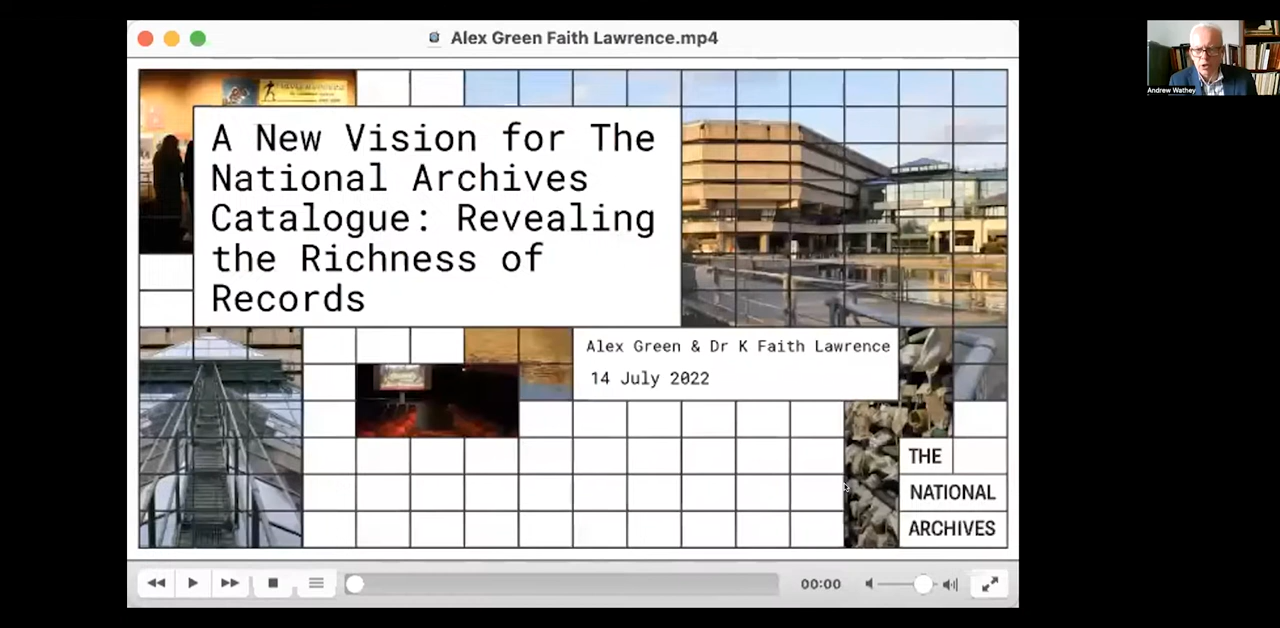 Alex Green Faith Lawrence.mp4
Andrew Wathey
A New Vision for The
National Archives
Catalogue: Revealing
the Richness of
Records
Alex Green & Dr K Faith Lawrence
14 July 2022
THE
NATIONAL
ARCHIVES
00:00